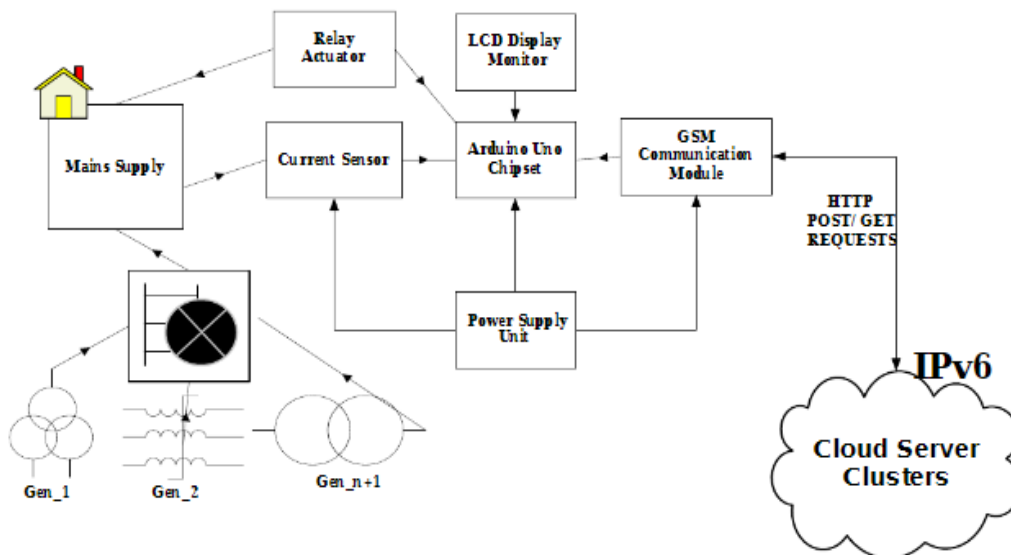 Relay
Actuator
LCD Display
Monitor
Mains Supply
Current Sensor
Arduino Uno
Chipset
GSM
Communication
Module
HTTP
POST/ GET
REQUESTS
Power Supply
Unit
IPv6
Cloud Server
Clusters
Gen_1
Gen_2
Gen_n+1